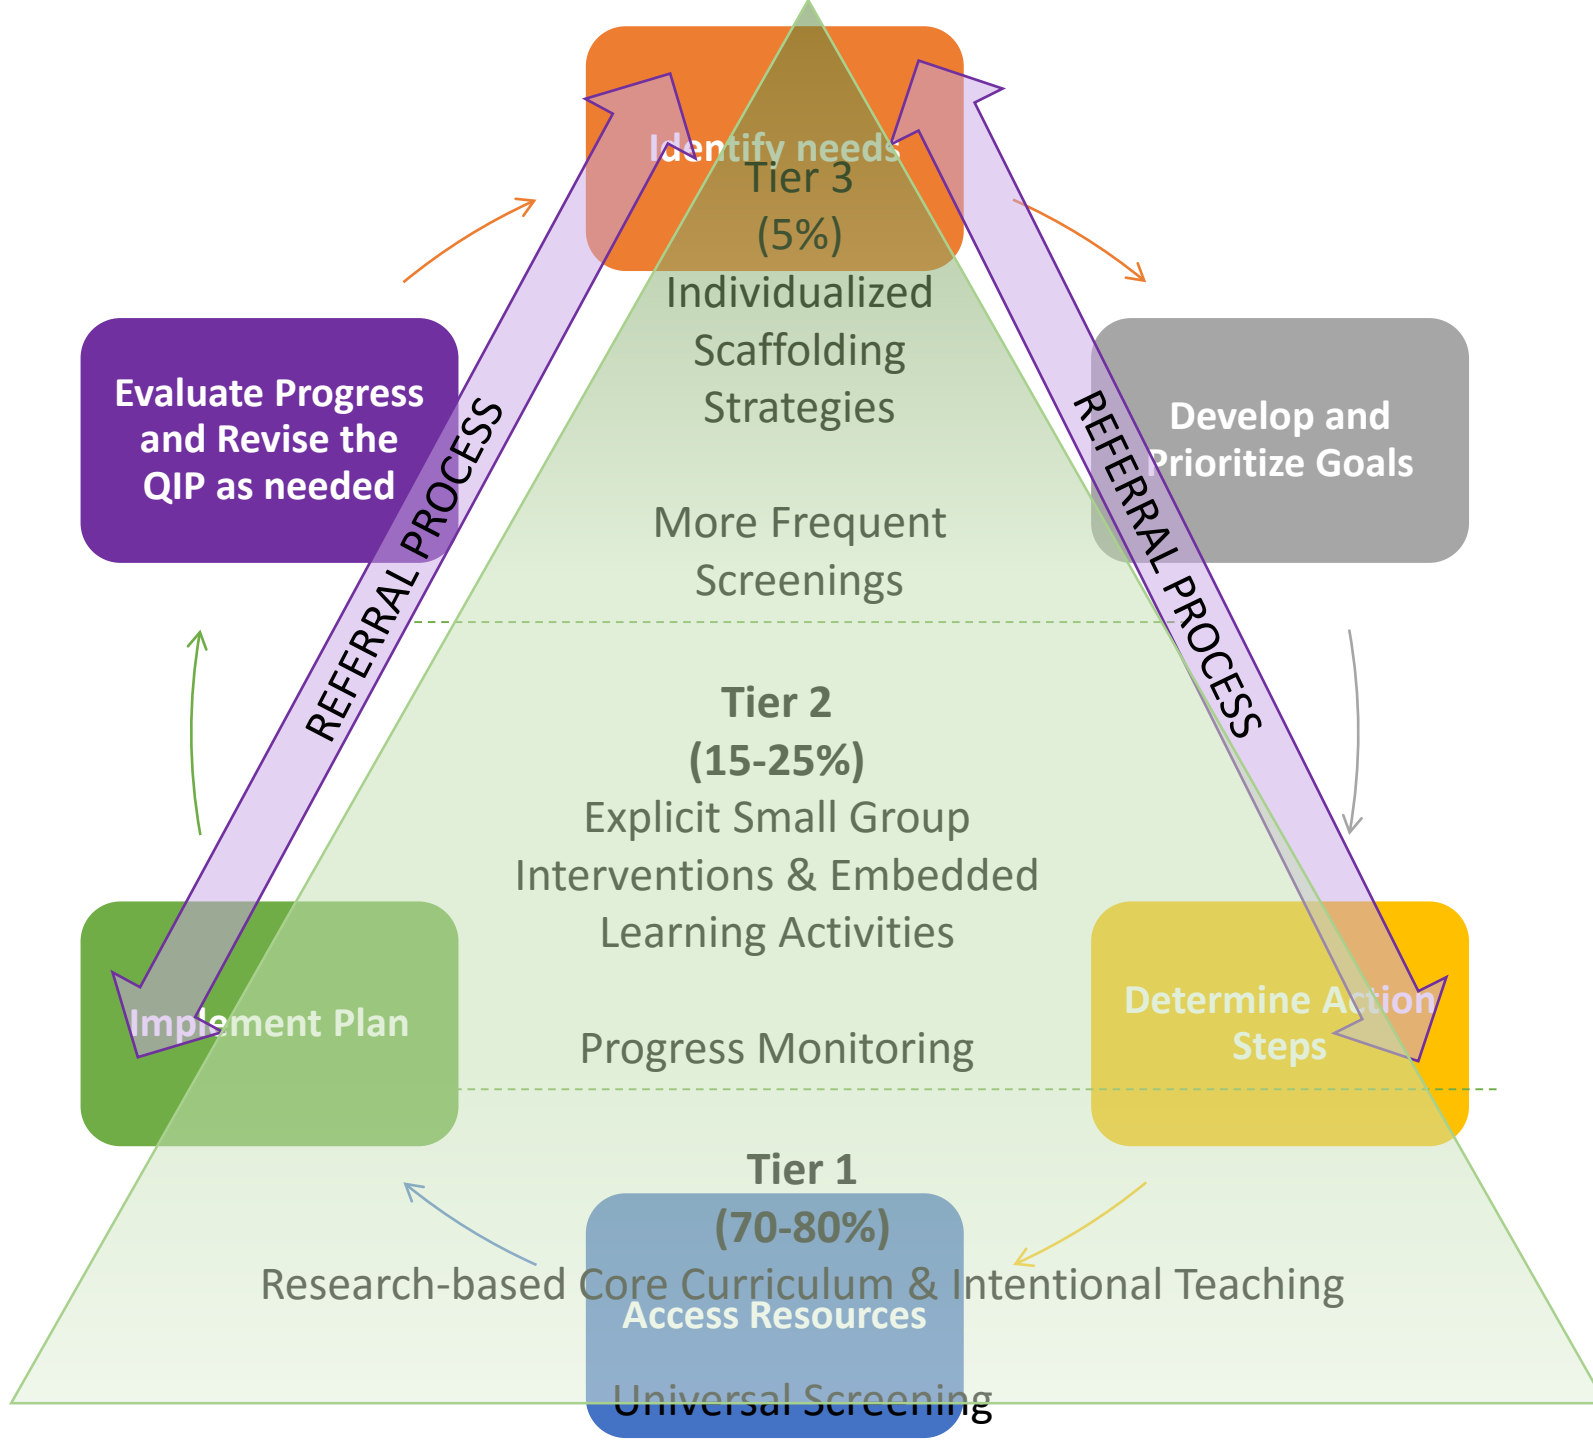 Identify needs
Tier 3
(5%)
Individualized
Scaffolding
Strategies
More Frequent
Screenings
Evaluate Progress
and Revise the
QIP as needed
REFERRAL PROCESS
REFERRAL PROCESS
Develop and
Prioritize Goals
Tier 2
(15-25%)
Explicit Small Group
Interventions & Embedded
Learning Activities
Progress Monitoring
Implement Plan
Determine Action
Steps
Tier 1
(70-80%)
Research-based Core Curriculum & Intentional Teaching
Access Resources
Universal Screening